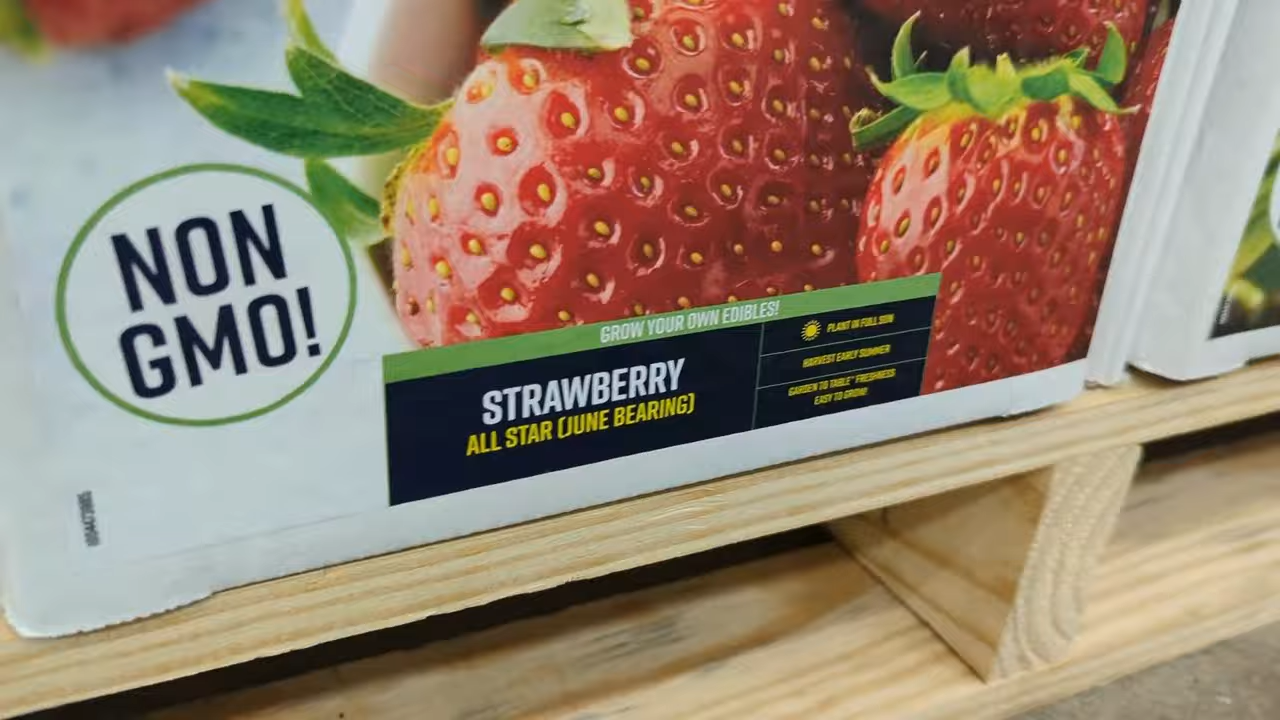 NON
GMO!
GROW YOUR OWN EDIBLES!
STRAWBERRY
ALL STAR (JUNE BEARING)
PLANT IN FULL SUN
HARVEST EARLY SUMMER
GARDEN TO TABLE* FRESHNESS
EASY TO GROW!